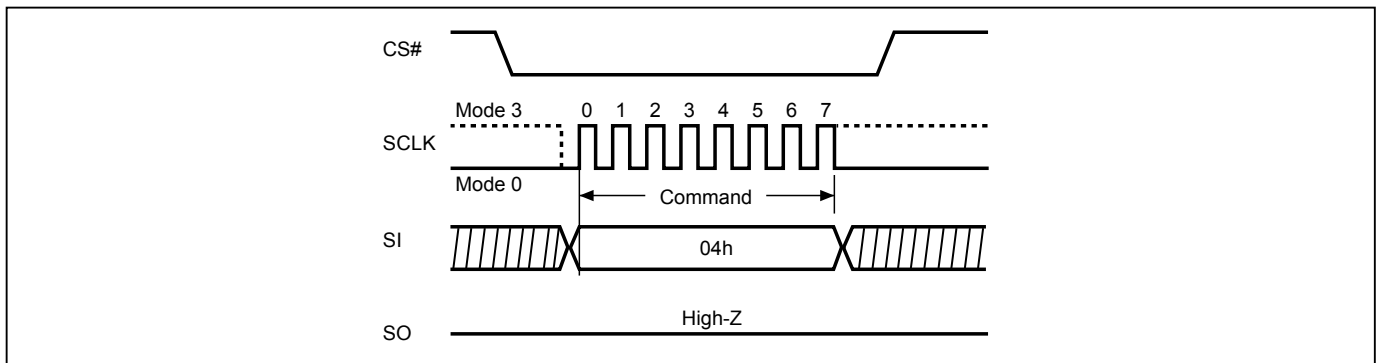 CS#
Mode 3 0 1 2 3 4 5 6 7
SCLK
Mode 0
Command
SI
04h
High-Z
SO